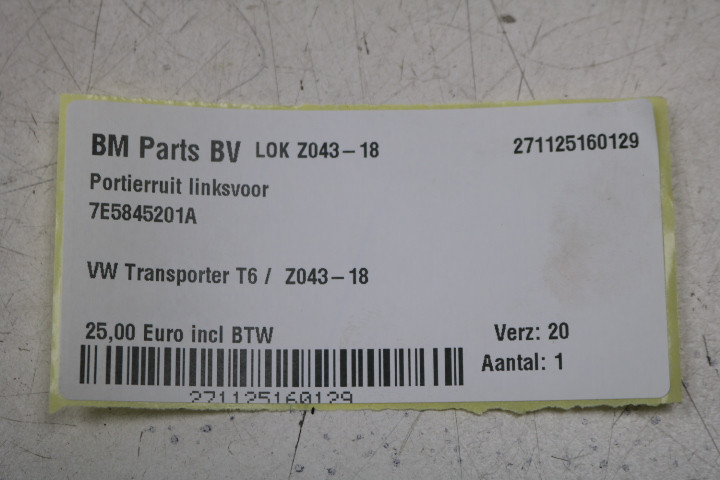 BM Parts BV LOK Z043-18 271125160129
Portierruit linksvoor
7E5845201A
VW Transporter T6 / Z043-18
25,00 Euro incl BTW Verz: 20
Aantal: 1
271125160129